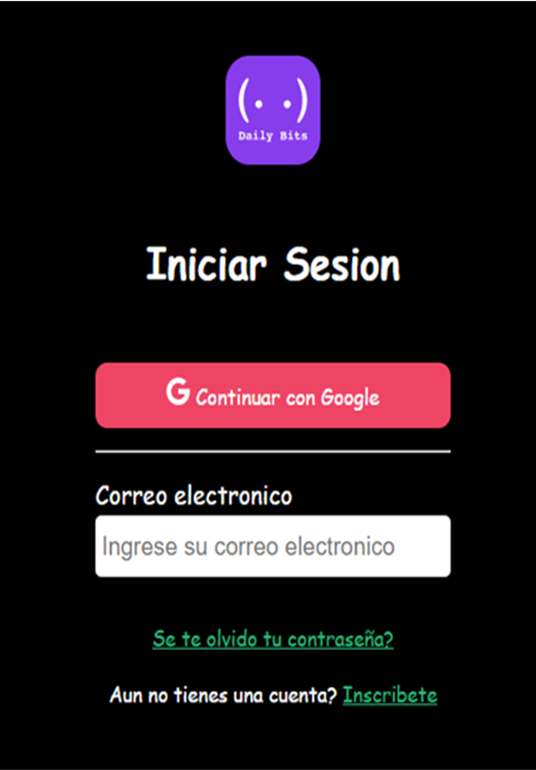 (. .)
Daily Bits
Iniciar Sesion
G Continuar con Google
Correo electronico
Ingrese su correo electronico
Se te olvido tu contraseña?
Aun no tienes una cuenta? Inscribete